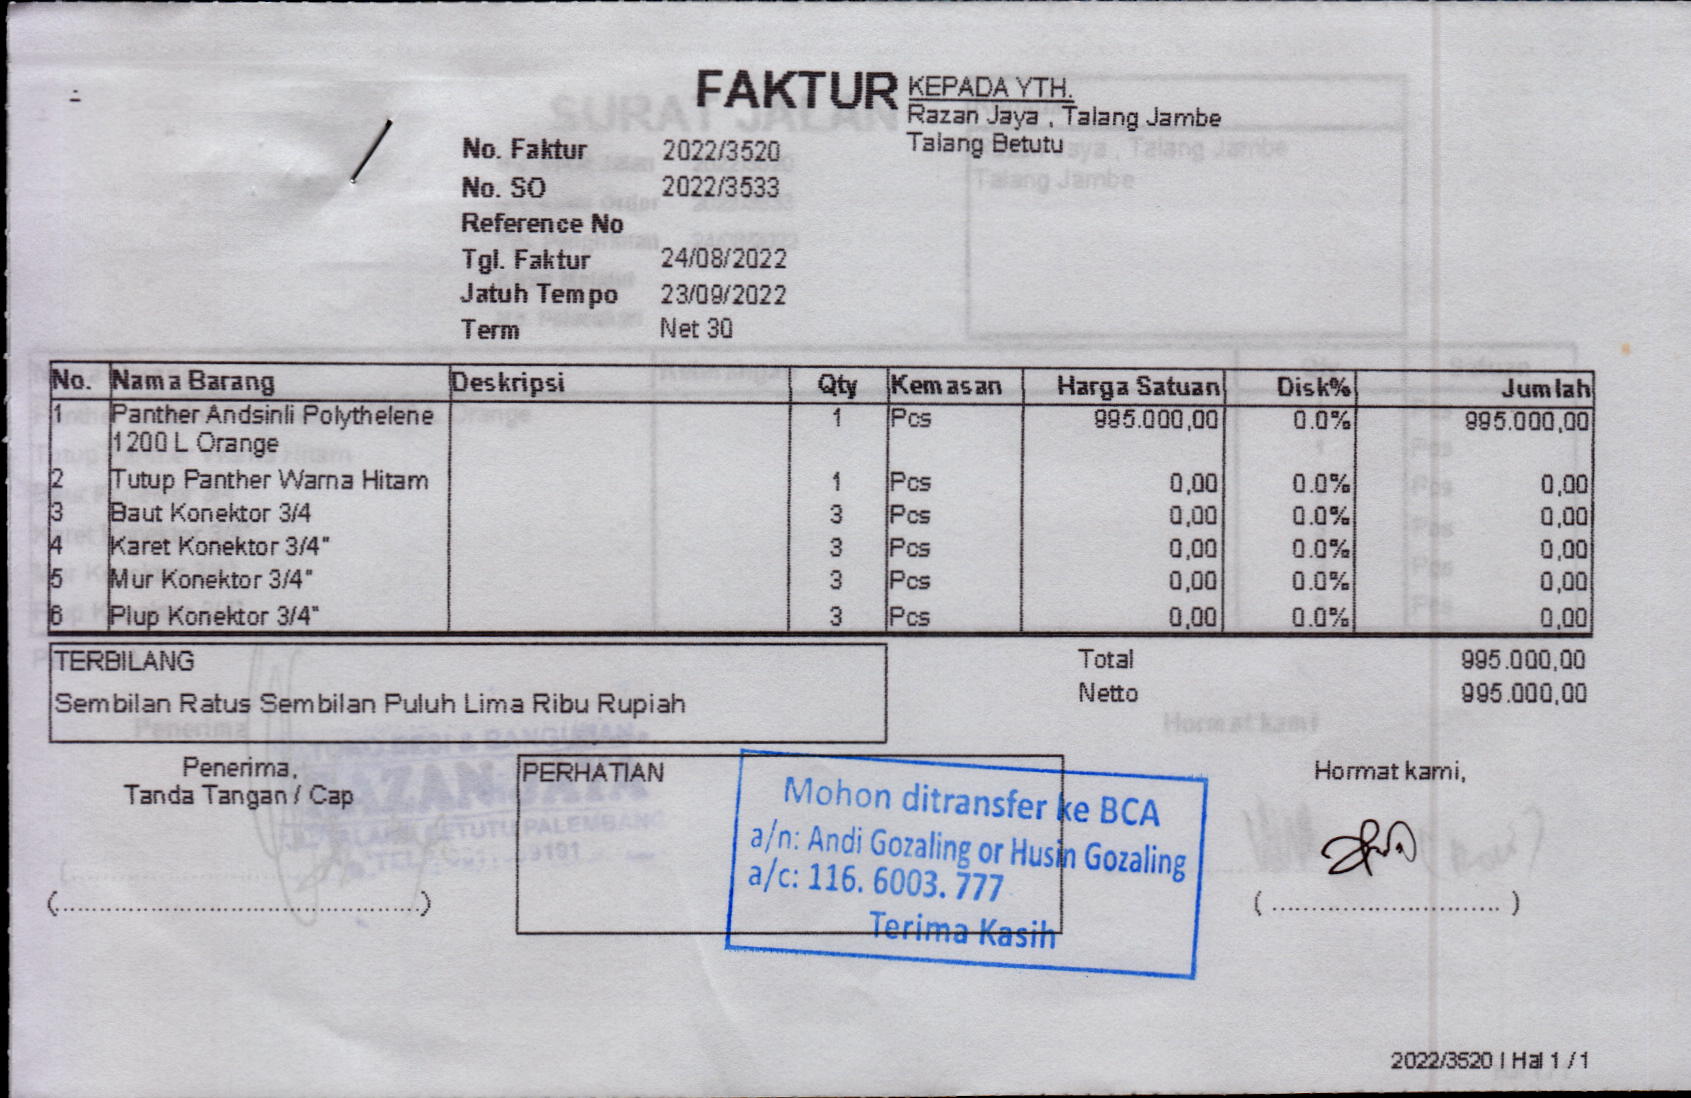 FAKTUR
KEPADA YTH.
Razan Jaya , Talang Jambe
Talang Betutu
No. Faktur 2022/3520
No. SO 2022/3533
Reference No
Tgl. Faktur 24/08/2022
Jatuh Tempo 23/09/2022
Term Net 30
No. Nama Barang Deskripsi Qty Kemasan Harga Satuan Disk% Jumlah
1 Panther Andsinli Polythelene 1 Pcs 995.000,00 0.0% 995.000,00
1200 L Orange
2 Tutup Panther Warna Hitam 1 Pcs 0,00 0.0% 0,00
3 Baut Konektor 3/4 3 Pcs 0,00 0.0% 0,00
4 Karet Konektor 3/4" 3 Pcs 0,00 0.0% 0,00
5 Mur Konektor 3/4" 3 Pcs 0,00 0.0% 0,00
6 Plup Konektor 3/4" 3 Pcs 0,00 0.0% 0,00
TERBILANG
Sembilan Ratus Sembilan Puluh Lima Ribu Rupiah
Total 995.000,00
Netto 995.000,00
Penerima,
Tanda Tangan / Cap
(....................................................)
PERHATIAN
Mohon ditransfer ke BCA
a/n: Andi Gozaling or Husin Gozaling
a/c: 116. 6003. 777
Terima Kasih
Hormat kami,
( ................................. )
2022/3520 | Hal 1 / 1